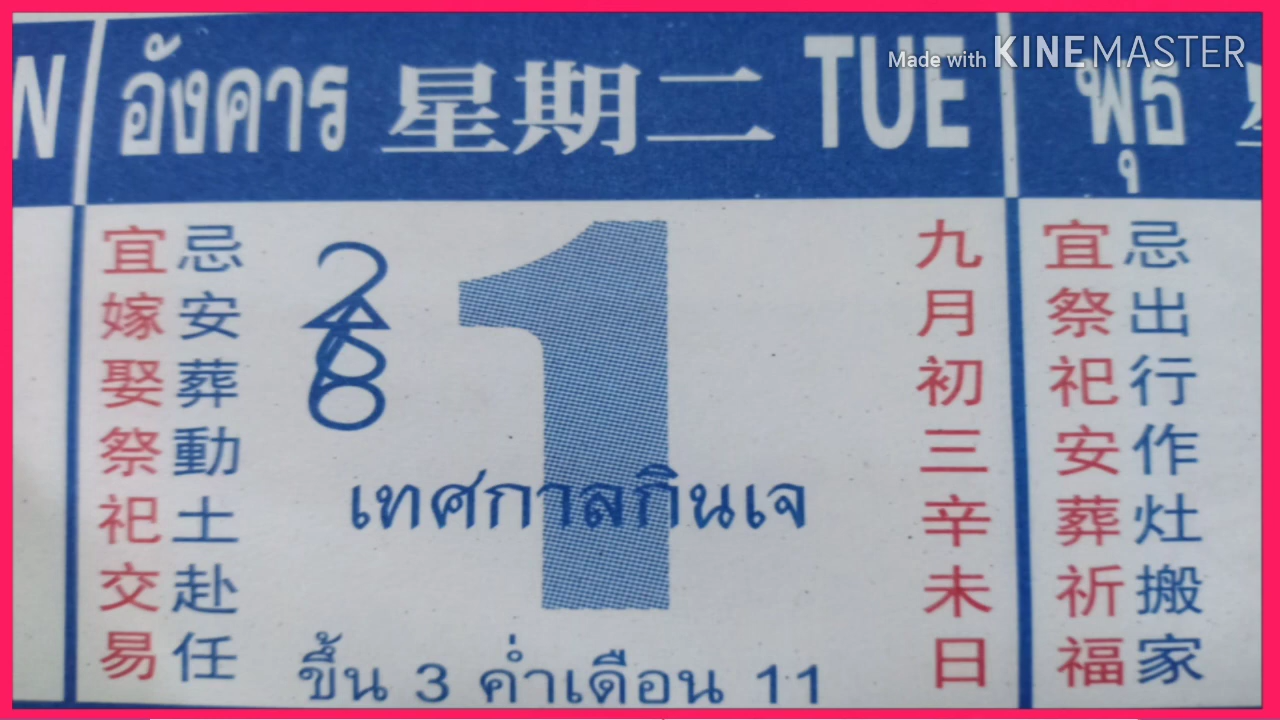 Made with KINEMASTER
N
อังคาร 星期二 TUE
พุธ
宜嫁娶祭祀交易
忌安葬動土赴任
1
เทศกาลกินเจ
ขึ้น 3 ค่ำเดือน 11
九月初三辛未日
宜祭祀安葬祈福
忌出行作灶搬家